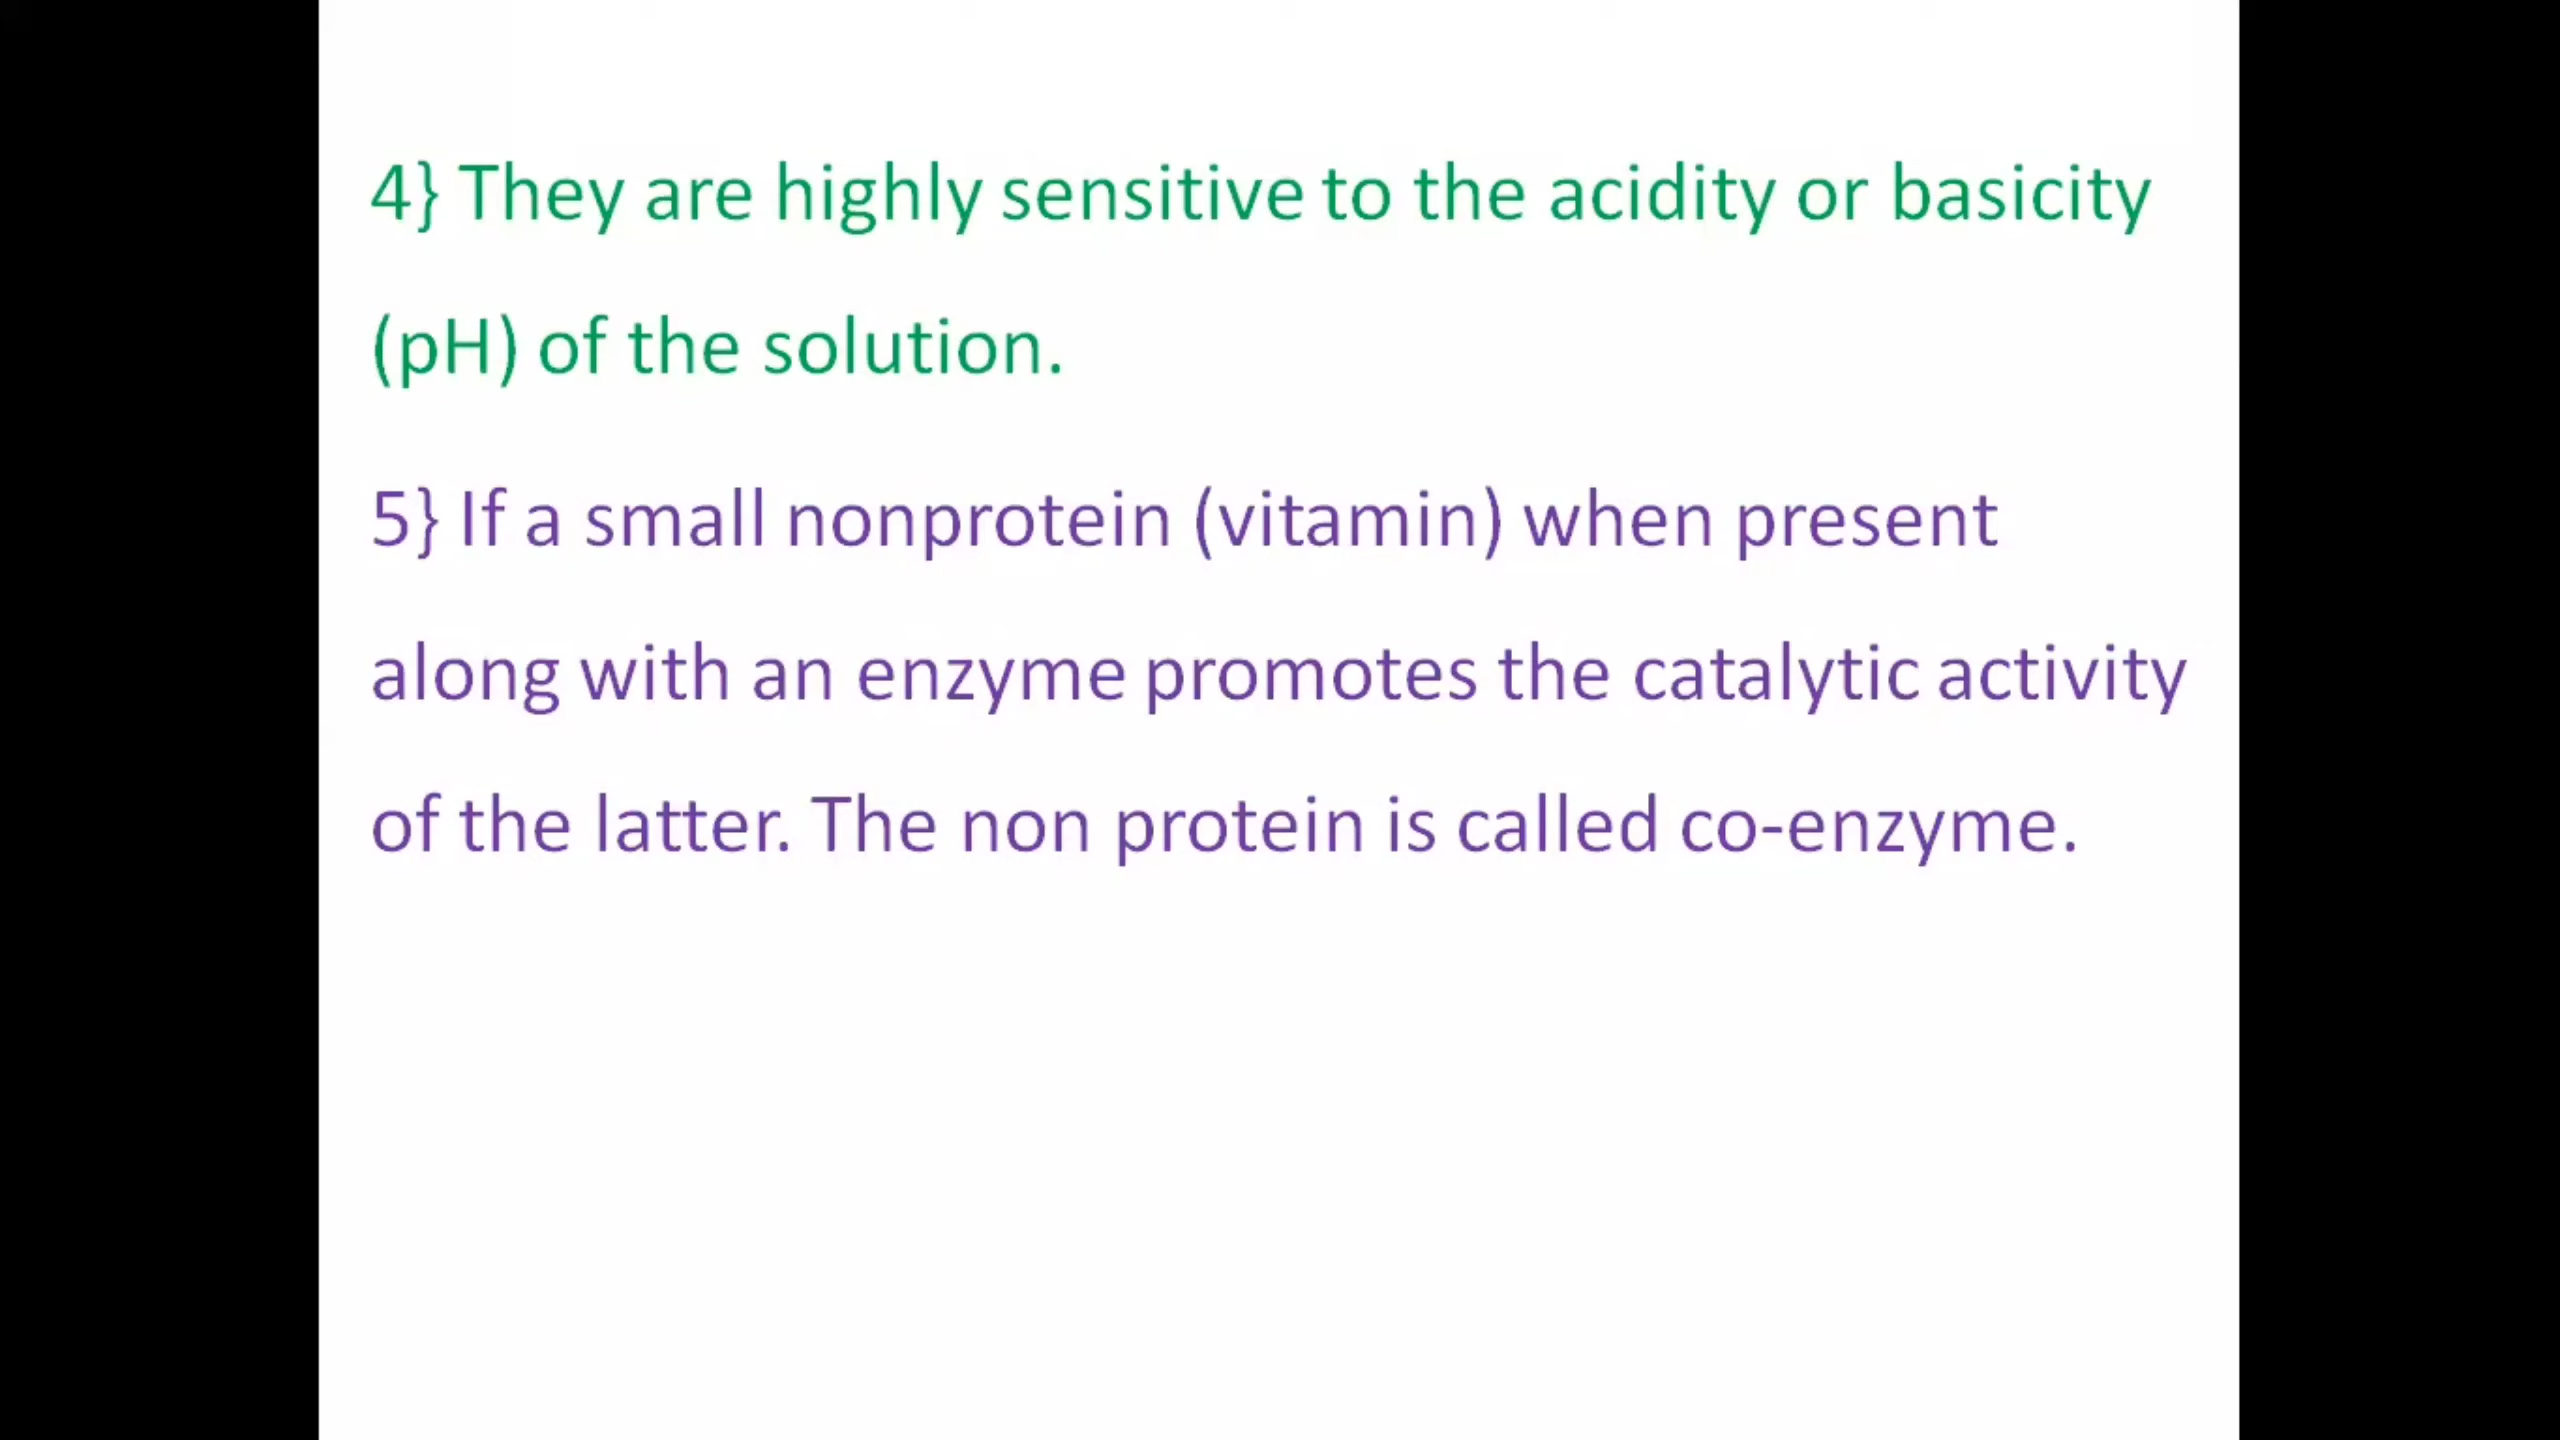 4} They are highly sensitive to the acidity or basicity
(pH) of the solution.
5} If a small nonprotein (vitamin) when present
along with an enzyme promotes the catalytic activity
of the latter. The non protein is called co-enzyme.